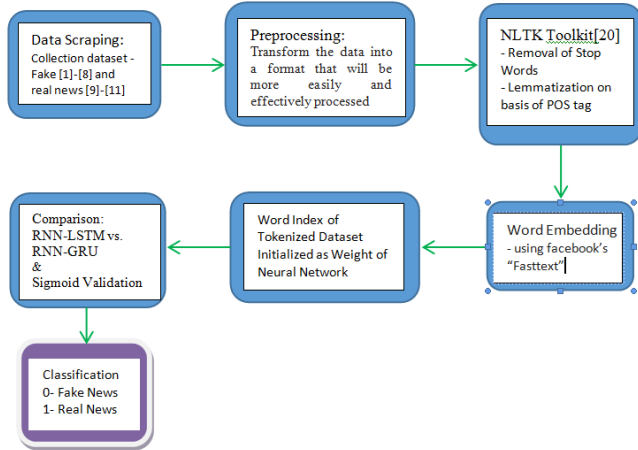 Data Scraping:
Collection dataset -
Fake [1]-[8] and
real news [9]-[11]
Preprocessing:
Transform the data into
a format that will be
more easily and
effectively processed
NLTK Toolkit[20]
- Removal of Stop
Words
- Lemmatization on
basis of POS tag
Word Embedding
- using facebook's
"Fasttext"
Word Index of
Tokenized Dataset
Initialized as Weight of
Neural Network
Comparison:
RNN-LSTM vs.
RNN-GRU
&
Sigmoid Validation
Classification
0- Fake News
1- Real News